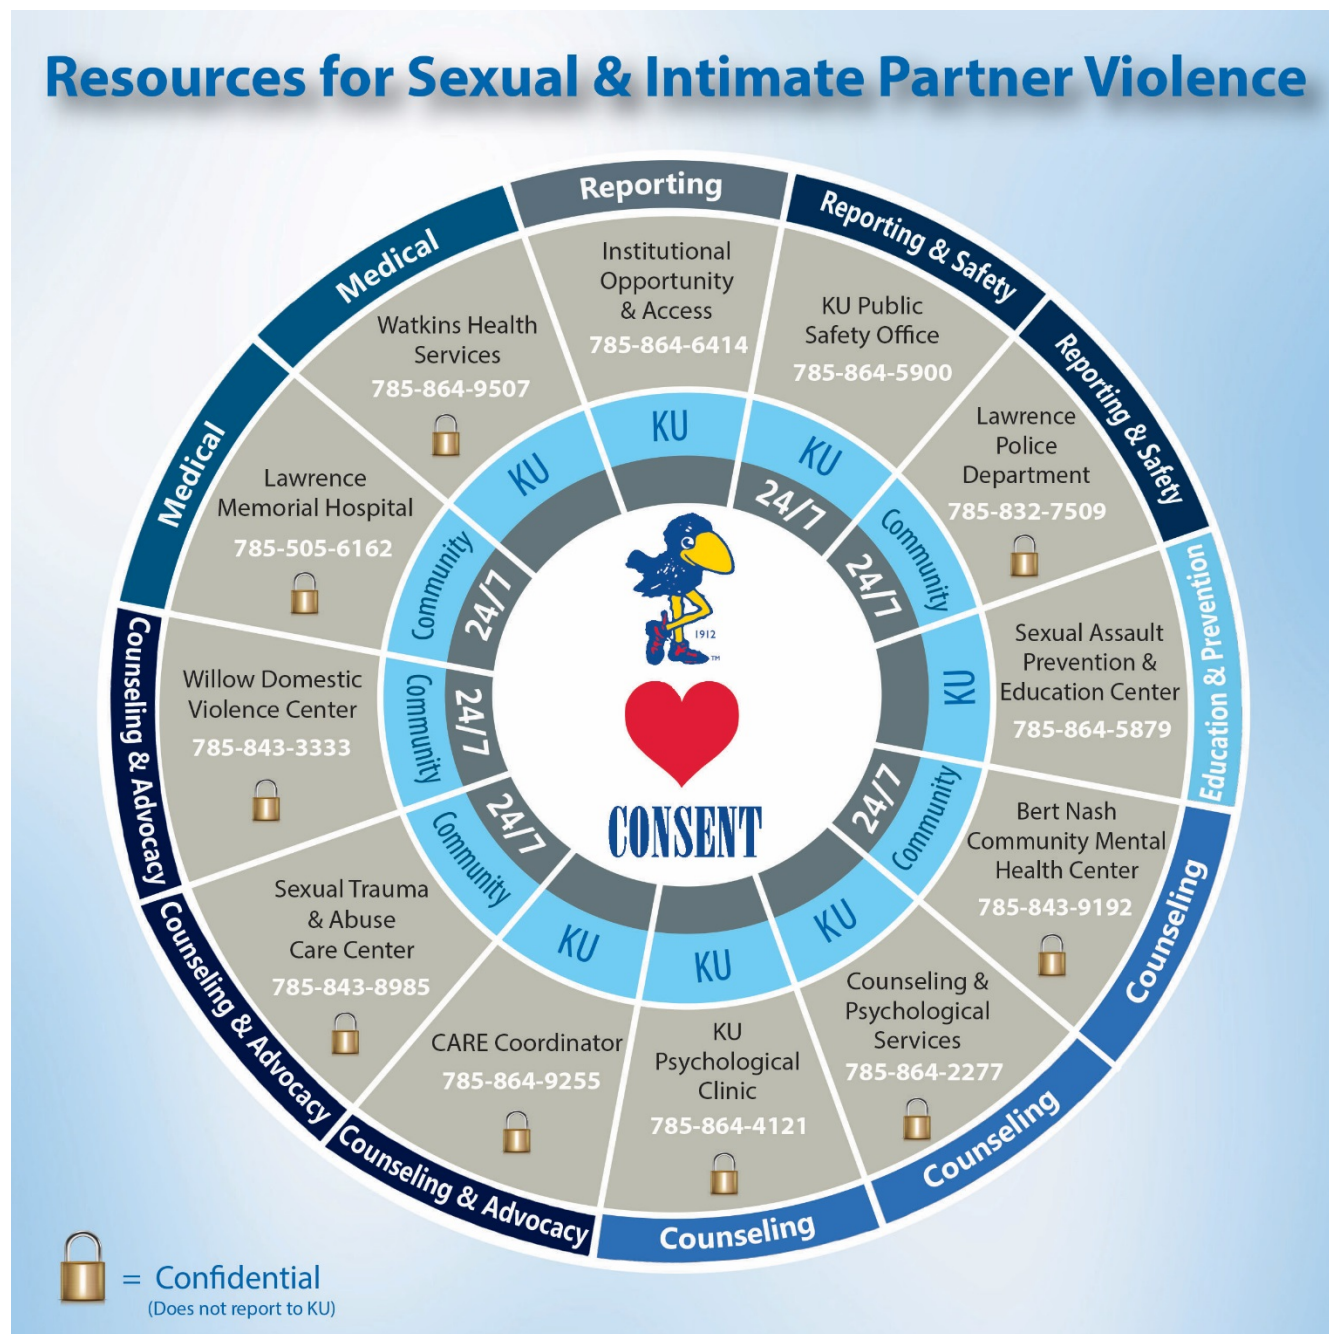 Resources for Sexual & Intimate Partner Violence
Reporting
Institutional
Opportunity
& Access
785-864-6414
KU
Reporting & Safety
KU Public
Safety Office
785-864-5900
KU
24/7
Reporting & Safety
Lawrence
Police
Department
785-832-7509
Community
24/7
Education & Prevention
Sexual Assault
Prevention &
Education Center
785-864-5879
KU
Counseling
Bert Nash
Community Mental
Health Center
785-843-9192
Community
24/7
Counseling
Counseling &
Psychological
Services
785-864-2277
KU
Counseling
KU
Psychological
Clinic
785-864-4121
KU
Counseling & Advocacy
CARE Coordinator
785-864-9255
KU
Counseling & Advocacy
Sexual Trauma
& Abuse
Care Center
785-843-8985
Community
24/7
Counseling & Advocacy
Willow Domestic
Violence Center
785-843-3333
Community
24/7
Medical
Lawrence
Memorial Hospital
785-505-6162
Community
24/7
Medical
Watkins Health
Services
785-864-9507
KU
1912
TM
CONSENT
= Confidential
(Does not report to KU)